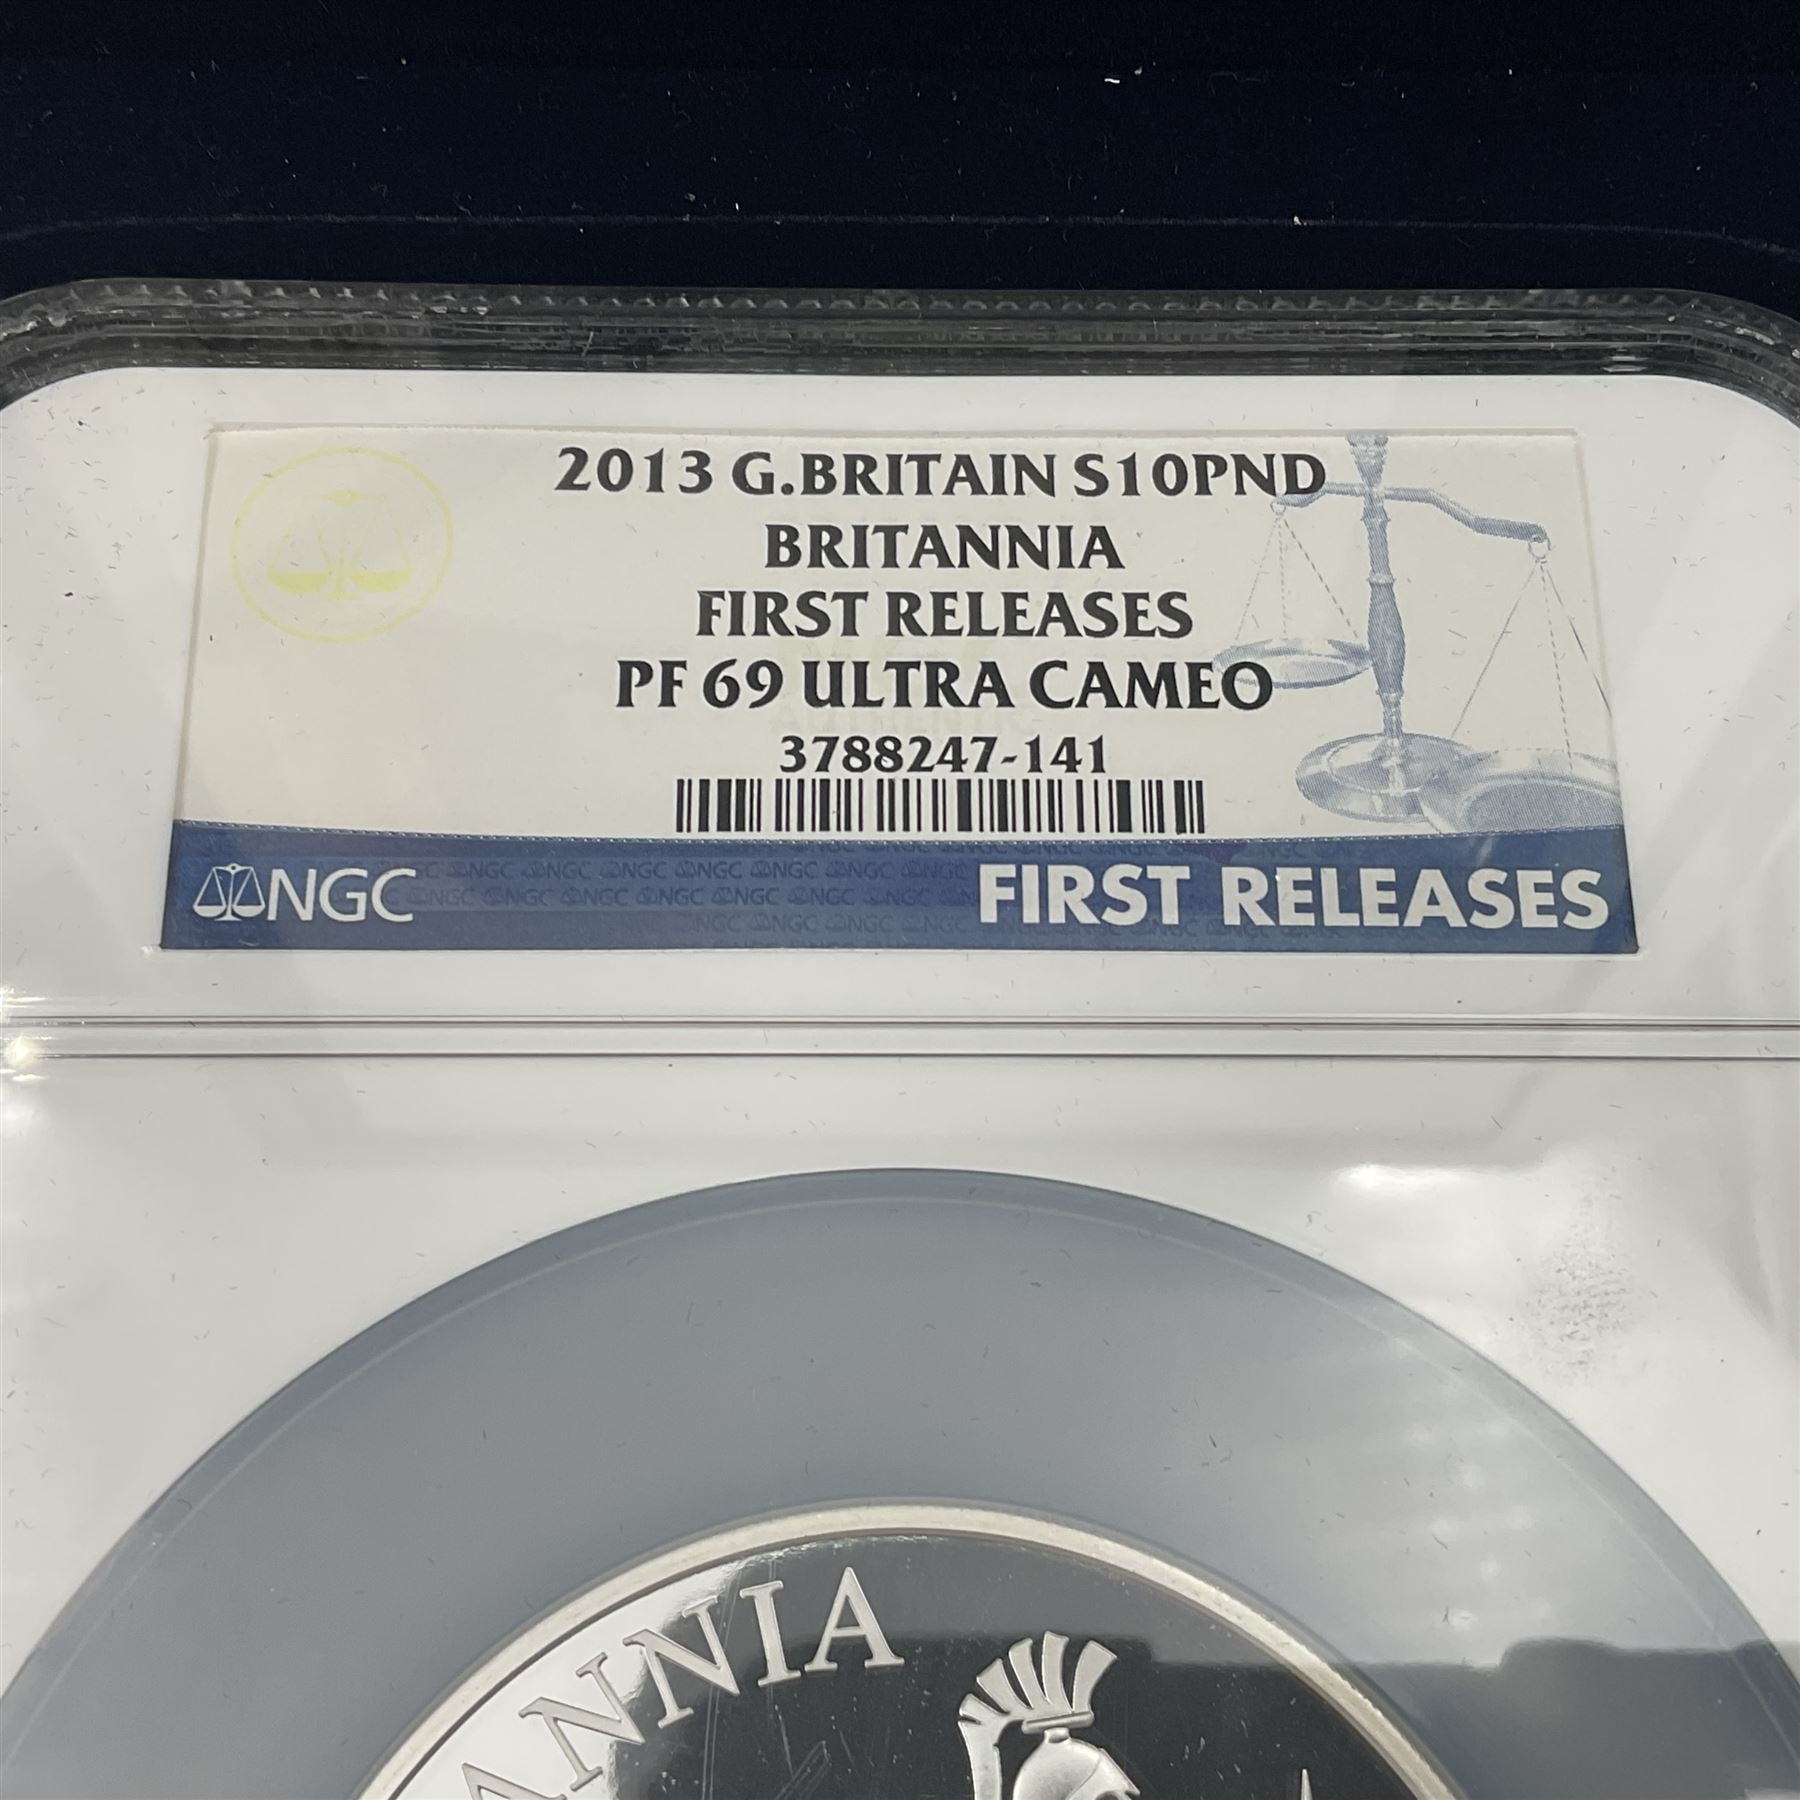 2013 G.BRITAIN S10PND
BRITANNIA
FIRST RELEASES
PF 69 ULTRA CAMEO
3788247-141
NGC
FIRST RELEASES
ANNIA